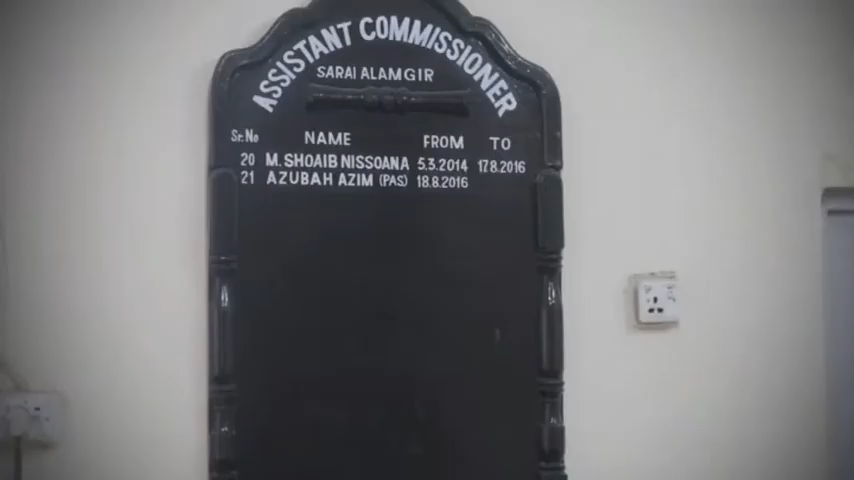 ASSISTANT COMMISSIONER
SARAI ALAMGIR
Sr.No NAME FROM TO
20 M. SHOAIB NISSOANA 5.3.2014 17.8.2016
21 AZUBAH AZIM (PAS) 18.8.2016